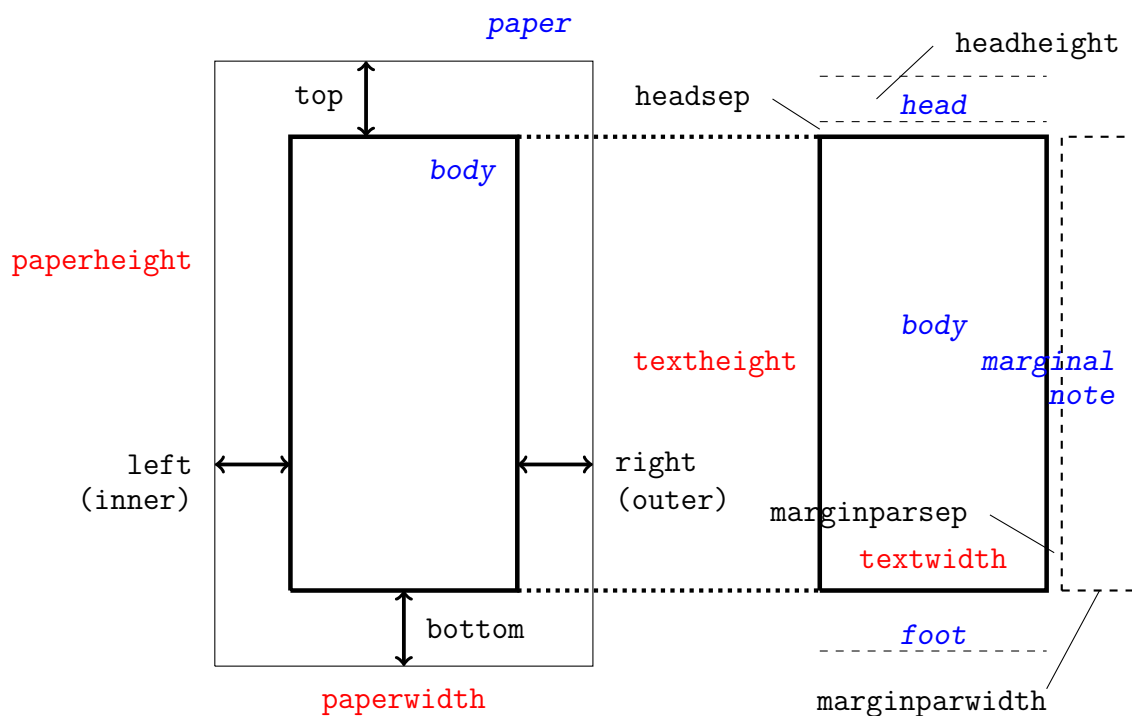 paper
headheight
top
headsep
head
body
paperheight
body
textheight
marginal
note
left
(inner)
right
(outer)
marginparsep
textwidth
bottom
foot
paperwidth
marginparwidth